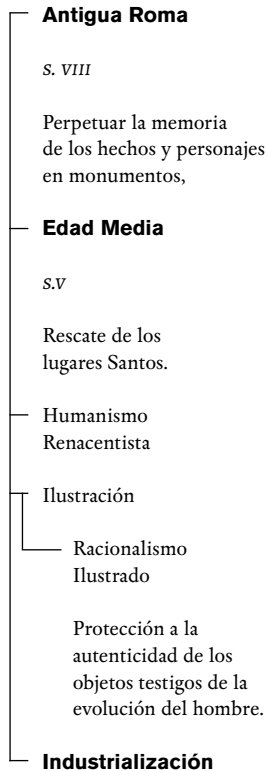 Antigua Roma
s. VIII
Perpetuar la memoria
de los hechos y personajes
en monumentos,
Edad Media
s.V
Rescate de los
lugares Santos.
Humanismo
Renacentista
Ilustración
Racionalismo
Ilustrado
Protección a la
autenticidad de los
objetos testigos de la
evolución del hombre.
Industrialización